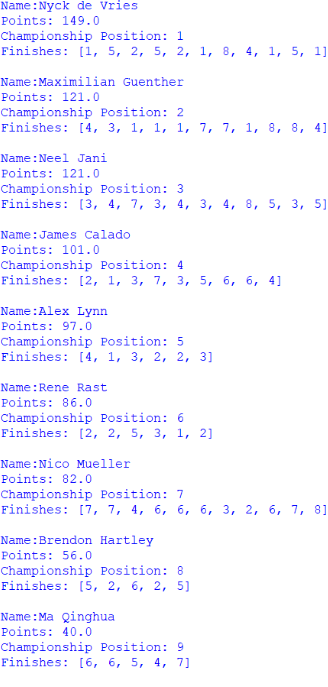 Name:Nyck de Vries
Points: 149.0
Championship Position: 1
Finishes: [1, 5, 2, 5, 2, 1, 8, 4, 1, 5, 1]
Name:Maximilian Guenther
Points: 121.0
Championship Position: 2
Finishes: [4, 3, 1, 1, 1, 7, 7, 1, 8, 8, 4]
Name:Neel Jani
Points: 121.0
Championship Position: 3
Finishes: [3, 4, 7, 3, 4, 3, 4, 8, 5, 3, 5]
Name:James Calado
Points: 101.0
Championship Position: 4
Finishes: [2, 1, 3, 7, 3, 5, 6, 6, 4]
Name:Alex Lynn
Points: 97.0
Championship Position: 5
Finishes: [4, 1, 3, 2, 2, 3]
Name:Rene Rast
Points: 86.0
Championship Position: 6
Finishes: [2, 2, 5, 3, 1, 2]
Name:Nico Mueller
Points: 82.0
Championship Position: 7
Finishes: [7, 7, 4, 6, 6, 6, 3, 2, 6, 7, 8]
Name:Brendon Hartley
Points: 56.0
Championship Position: 8
Finishes: [5, 2, 6, 2, 5]
Name:Ma Qinghua
Points: 40.0
Championship Position: 9
Finishes: [6, 6, 5, 4, 7]